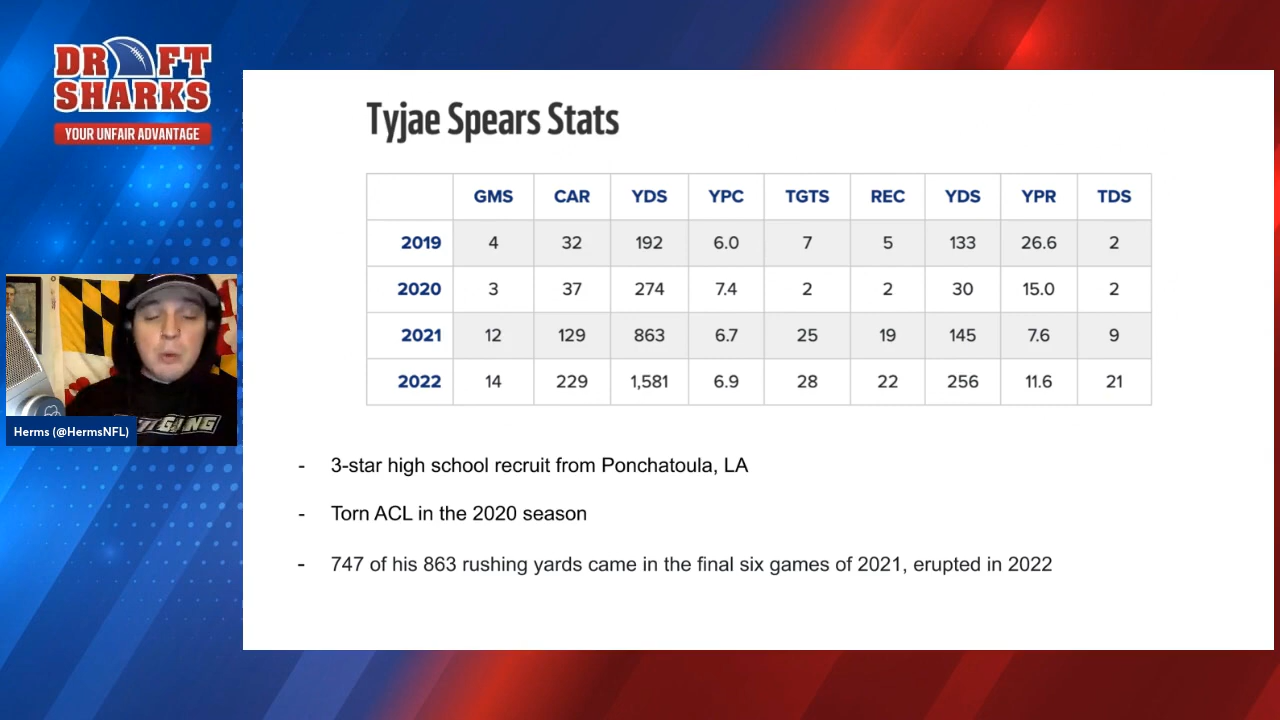 DRAFT
SHARKS
YOUR UNFAIR ADVANTAGE
Tyjae Spears Stats
GMS CAR YDS YPC TGTS REC YDS YPR TDS
2019 4 32 192 6.0 7 5 133 26.6 2
2020 3 37 274 7.4 2 2 30 15.0 2
2021 12 129 863 6.7 25 19 145 7.6 9
2022 14 229 1,581 6.9 28 22 256 11.6 21
Herms (@HermsNFL)
- 3-star high school recruit from Ponchatoula, LA
- Torn ACL in the 2020 season
- 747 of his 863 rushing yards came in the final six games of 2021, erupted in 2022